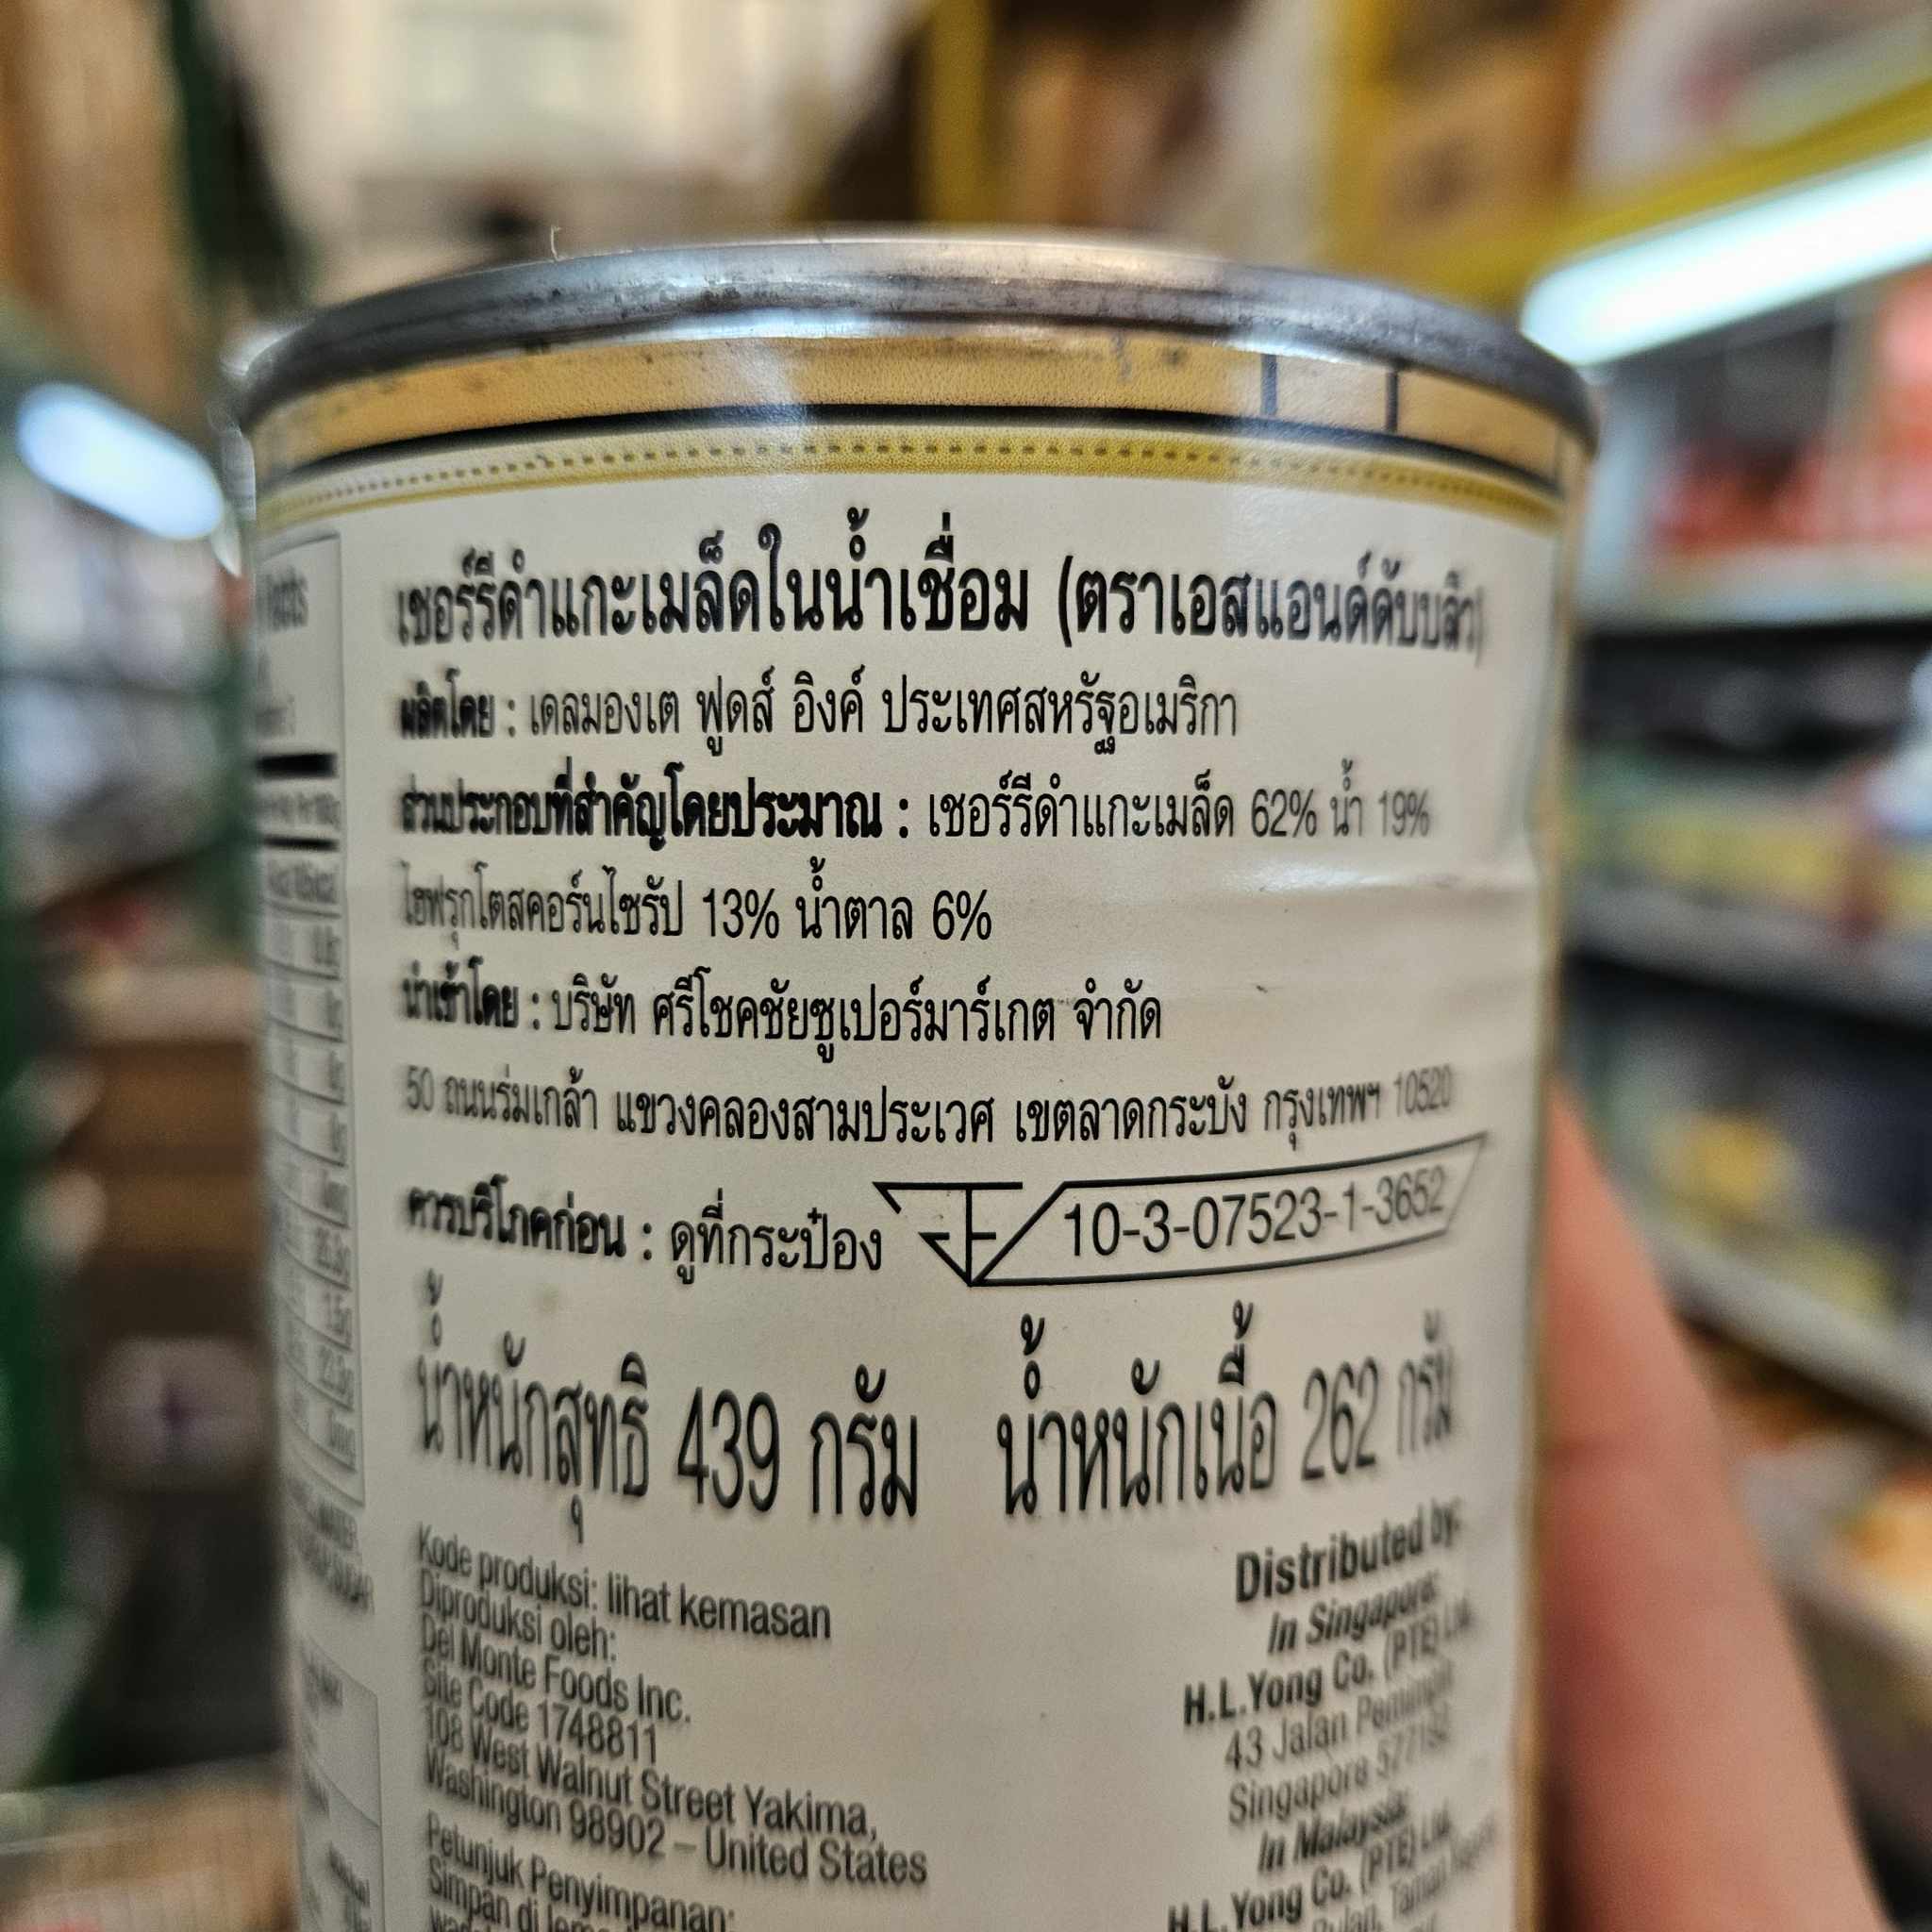 เชอร์รีดำแกะเมล็ดในน้ำเชื่อม (ตราเอสแอนด์ดับบลิว)
ผลิตโดย : เดลมองเต ฟูดส์ อิงค์ ประเทศสหรัฐอเมริกา
ส่วนประกอบที่สำคัญโดยประมาณ : เชอร์รีดำแกะเมล็ด 62% น้ำ 19%
ไฮฟรุกโตสคอร์นไซรัป 13% น้ำตาล 6%
นำเข้าโดย : บริษัท ศรีโชคชัยซูเปอร์มาร์เกต จำกัด
50 ถนนร่มเกล้า แขวงคลองสามประเวศ เขตลาดกระบัง กรุงเทพฯ 10520
ควรบริโภคก่อน : ดูที่กระป๋อง
10-3-07523-1-3652
น้ำหนักสุทธิ 439 กรัม น้ำหนักเนื้อ 262 กรัม
Kode produksi: lihat kemasan
Diproduksi oleh:
Del Monte Foods Inc.
Site Code 1748811
108 West Walnut Street Yakima,
Washington 98902 – United States
Petunjuk Penyimpanan:
Simpan di
Distributed by:
In Singapore:
H.L.Yong Co. (PTE) Ltd.
43 Jalan Pemimpin
Singapore
In Malaysia:
H.L. Yong Co. (PTE) Ltd.